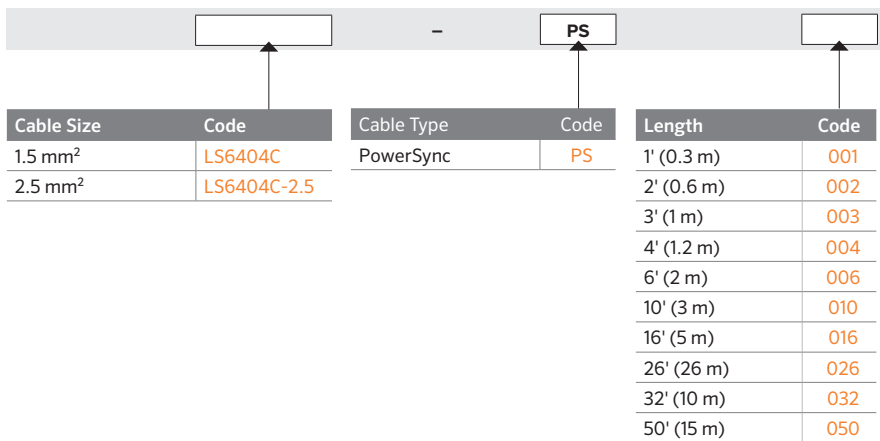 – PS
Cable Size Code
1.5 mm² LS6404C
2.5 mm² LS6404C-2.5
Cable Type Code
PowerSync PS
Length Code
1' (0.3 m) 001
2' (0.6 m) 002
3' (1 m) 003
4' (1.2 m) 004
6' (2 m) 006
10' (3 m) 010
16' (5 m) 016
26' (26 m) 026
32' (10 m) 032
50' (15 m) 050